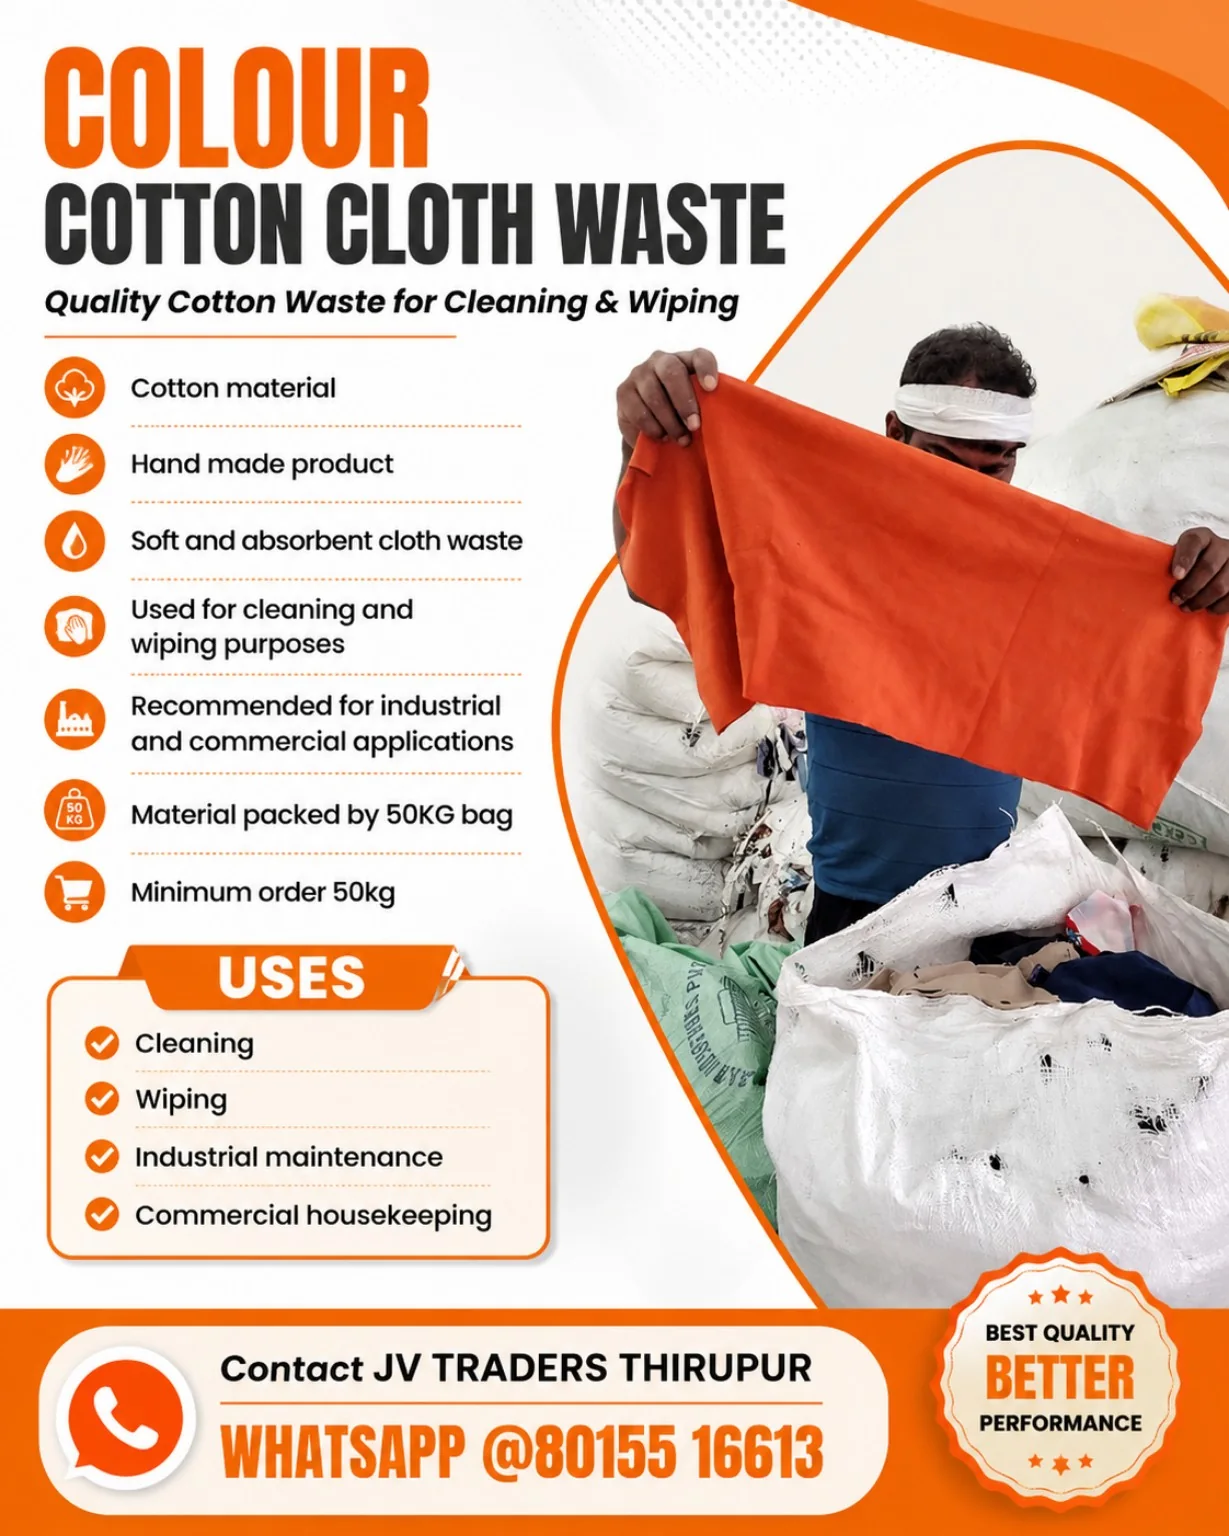 COLOUR
COTTON CLOTH WASTE
Quality Cotton Waste for Cleaning & Wiping
Cotton material
Hand made product
Soft and absorbent cloth waste
Used for cleaning and
wiping purposes
Recommended for industrial
and commercial applications
50
KG
Material packed by 50KG bag
Minimum order 50kg
USES
Cleaning
Wiping
Industrial maintenance
Commercial housekeeping
Contact JV TRADERS THIRUPUR
WHATSAPP @80155 16613
BEST QUALITY
BETTER
PERFORMANCE